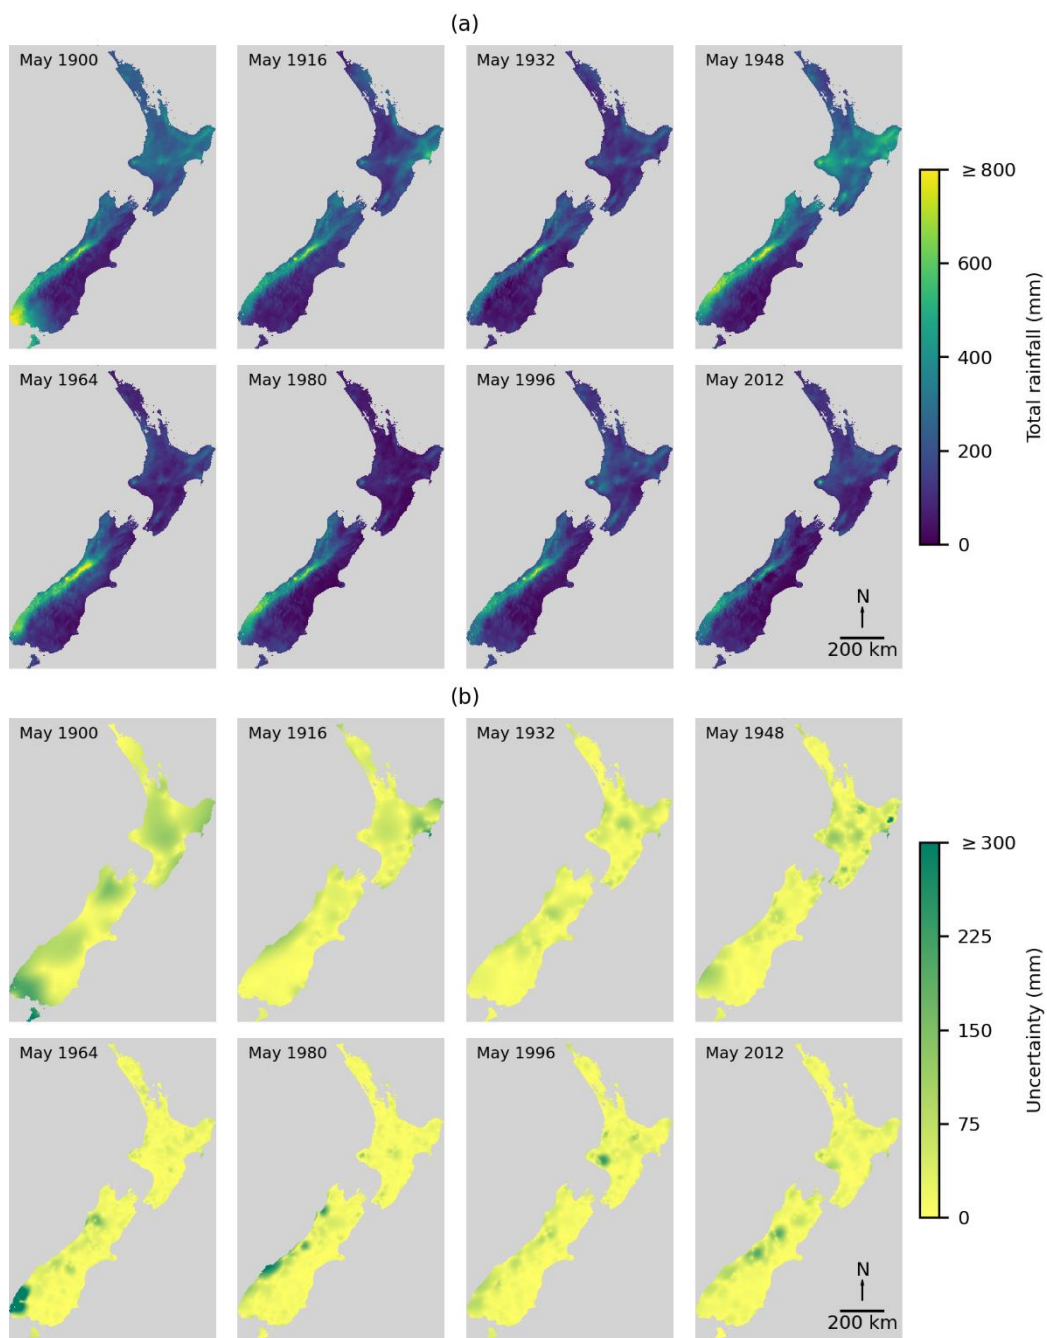 (a)
May 1900
May 1916
May 1932
May 1948
≥ 800
600
400
200
0
Total rainfall (mm)
May 1964
May 1980
May 1996
May 2012
N
200 km
(b)
May 1900
May 1916
May 1932
May 1948
≥ 300
225
150
75
0
Uncertainty (mm)
May 1964
May 1980
May 1996
May 2012
N
200 km